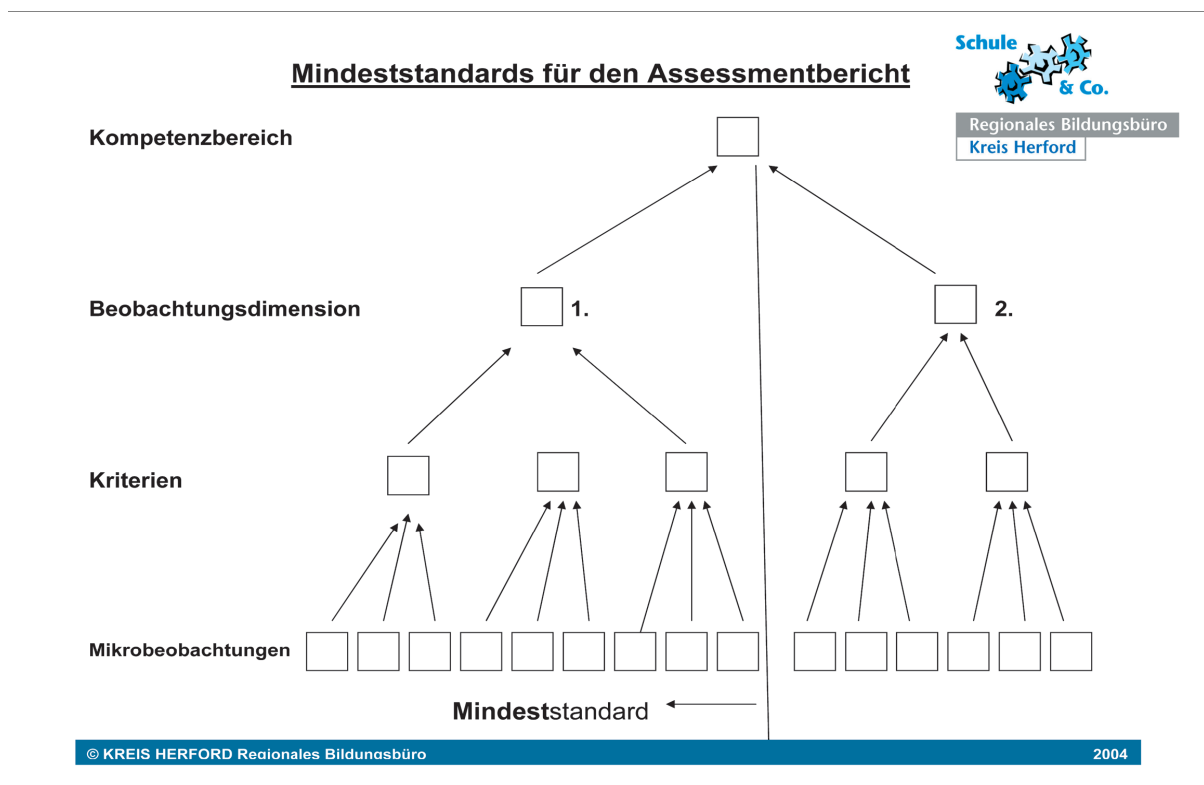 Schule
& Co.
Mindeststandards für den Assessmentbericht
Regionales Bildungsbüro
Kreis Herford
Kompetenzbereich
Beobachtungsdimension
1.
2.
Kriterien
Mikrobeobachtungen
Mindeststandard
© KREIS HERFORD Regionales Bildungsbüro
2004